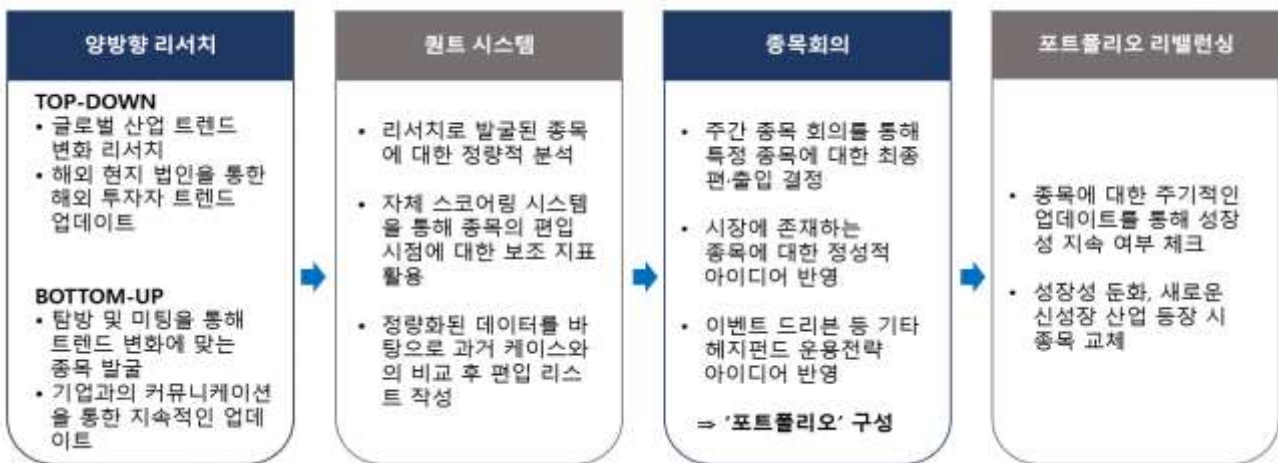 양방향 리서치
TOP-DOWN
• 글로벌 산업 트렌드
변화 리서치
• 해외 현지 법인을 통한
해외 투자자 트렌드
업데이트
BOTTOM-UP
• 탐방 및 미팅을 통해
트렌드 변화에 맞는
종목 발굴
• 기업과의 커뮤니케이션
을 통한 지속적인 업데
이트
퀀트 시스템
• 리서치로 발굴된 종목
에 대한 정량적 분석
• 자체 스코어링 시스템
을 통해 종목의 편입
시점에 대한 보조 지표
활용
• 정량화된 데이터를 바
탕으로 과거 케이스와
의 비교 후 편입 리스
트 작성
종목회의
• 주간 종목 회의를 통해
특정 종목에 대한 최종
편·출입 결정
• 시장에 존재하는
종목에 대한 정성적
아이디어 반영
• 이벤트 드리븐 등 기타
헤지펀드 운용전략
아이디어 반영
⇒ ‘포트폴리오’ 구성
포트폴리오 리밸런싱
• 종목에 대한 주기적인
업데이트를 통해 성장
성 지속 여부 체크
• 성장성 둔화, 새로운
신성장 산업 등장 시
종목 교체